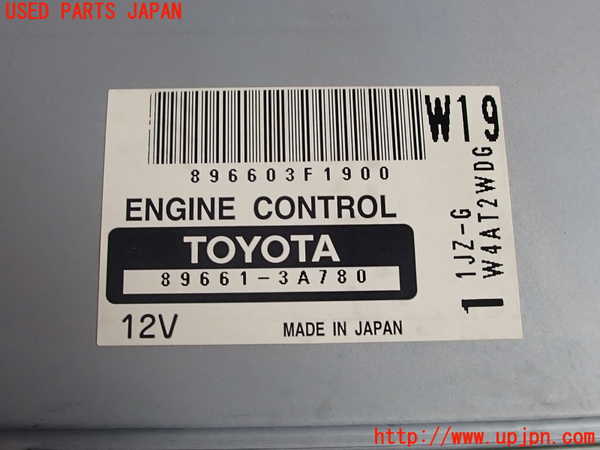 USED PARTS JAPAN
W19
896603F1900
ENGINE CONTROL
TOYOTA
89661-3A780
12V
MADE IN JAPAN
1
1JZ-G
W4AT2WDG
http://www.upjpn.com